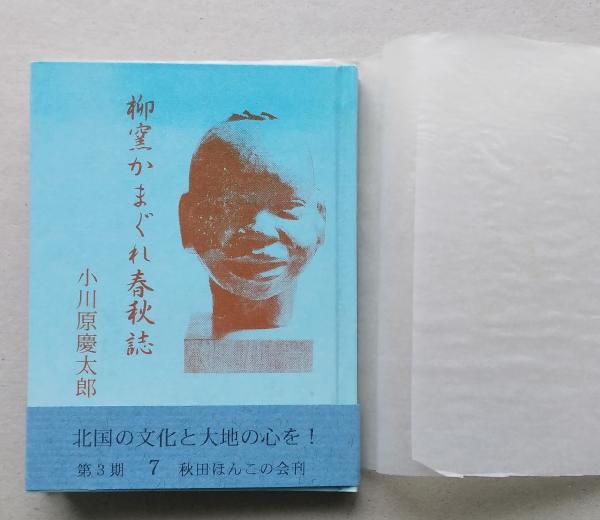 柳窯かまぐれ春秋誌
小川原慶太郎
北国の文化と大地の心を!
第3期 7 秋田ほんこの会刊